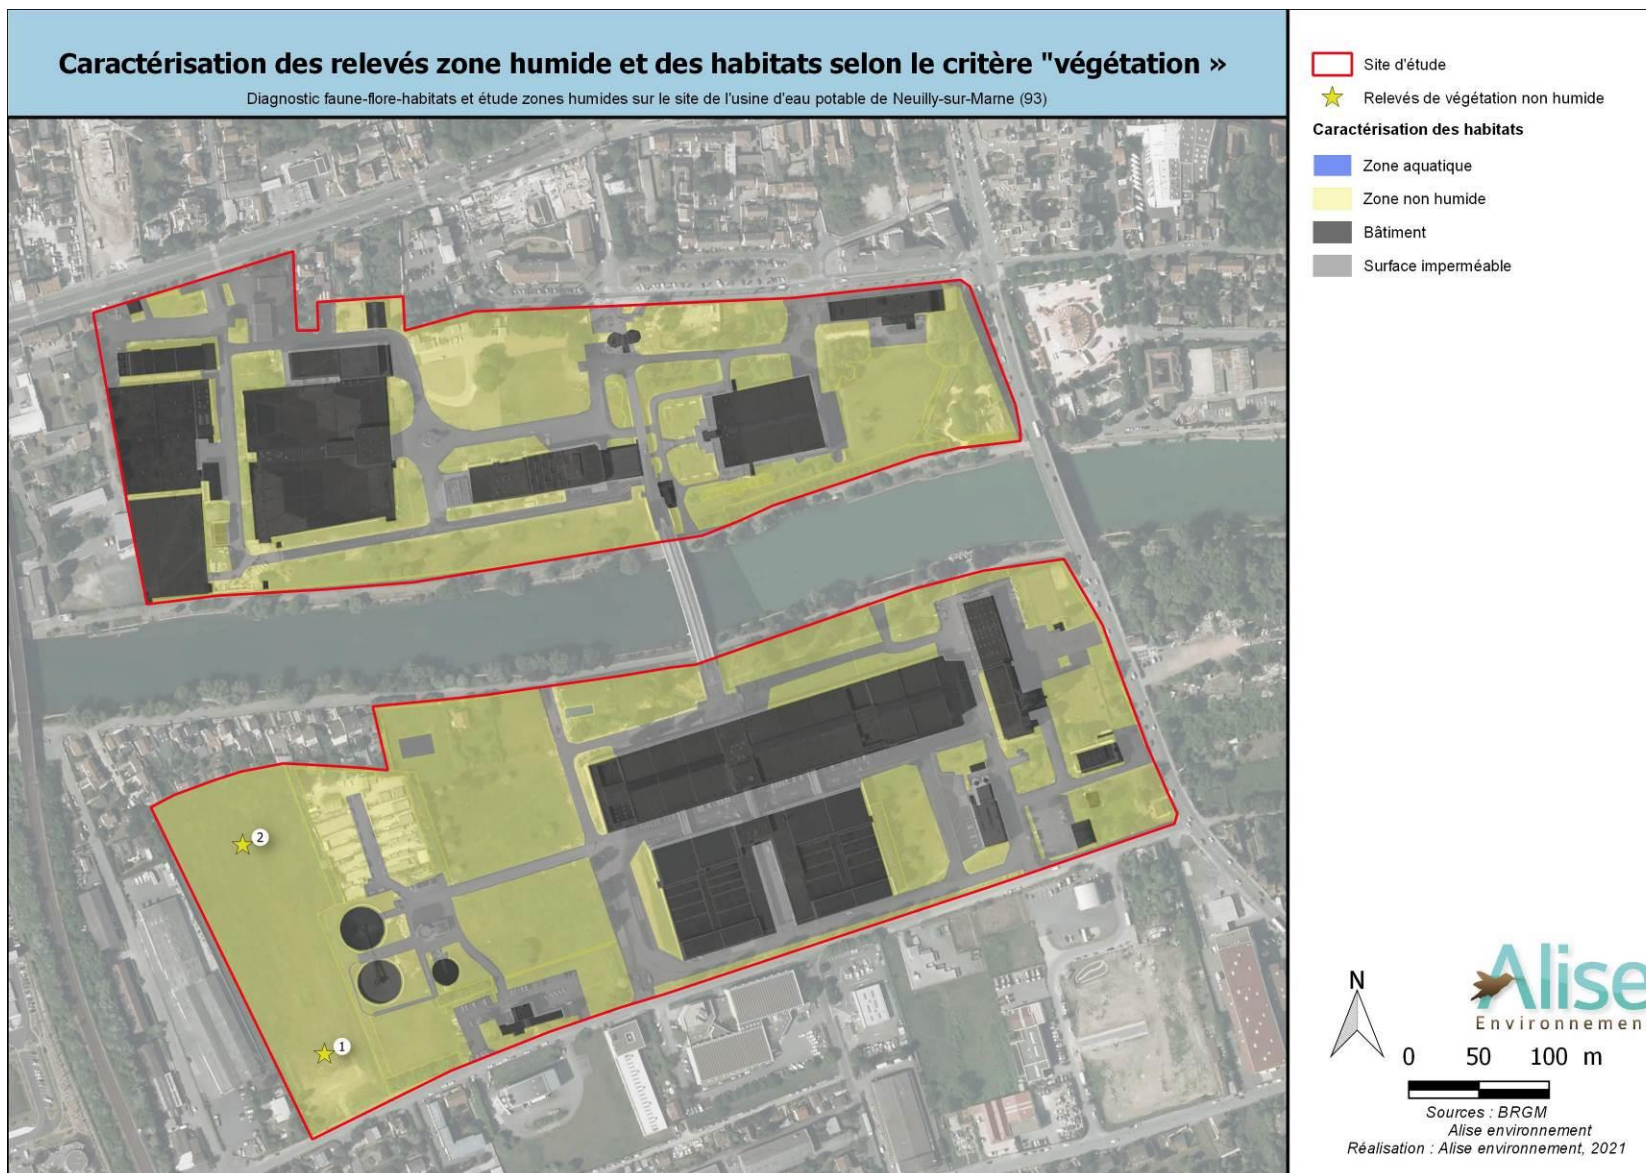 Caractérisation des relevés zone humide et des habitats selon le critère "végétation »
Diagnostic faune-flore-habitats et étude zones humides sur le site de l'usine d'eau potable de Neuilly-sur-Marne (93)
Site d'étude
Relevés de végétation non humide
Caractérisation des habitats
Zone aquatique
Zone non humide
Bâtiment
Surface imperméable
2
1
N
Alise
Environnemen
0 50 100 m
Sources : BRGM
Alise environnement
Réalisation : Alise environnement, 2021